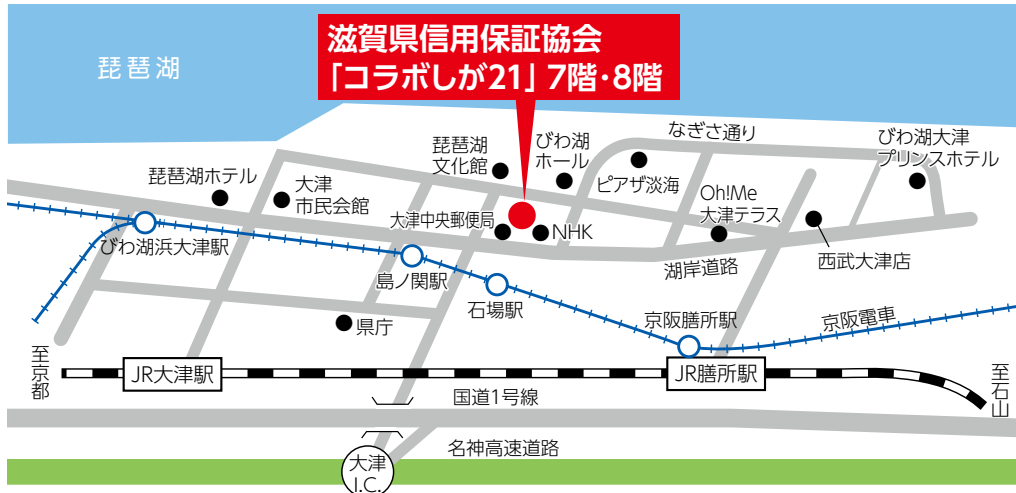 滋賀県信用保証協会
「コラボしが21」7階・8階
琵琶湖
なぎさ通り
びわ湖大津
プリンスホテル
琵琶湖
文化館
びわ湖
ホール
ピアザ淡海
琵琶湖ホテル
大津
市民会館
Oh!Me
大津テラス
大津中央郵便局
NHK
びわ湖浜大津駅
湖岸道路
西武大津店
島ノ関駅
石場駅
県庁
京阪膳所駅
京阪電車
至京都
JR大津駅
JR膳所駅
至石山
国道1号線
名神高速道路
大津
I.C.